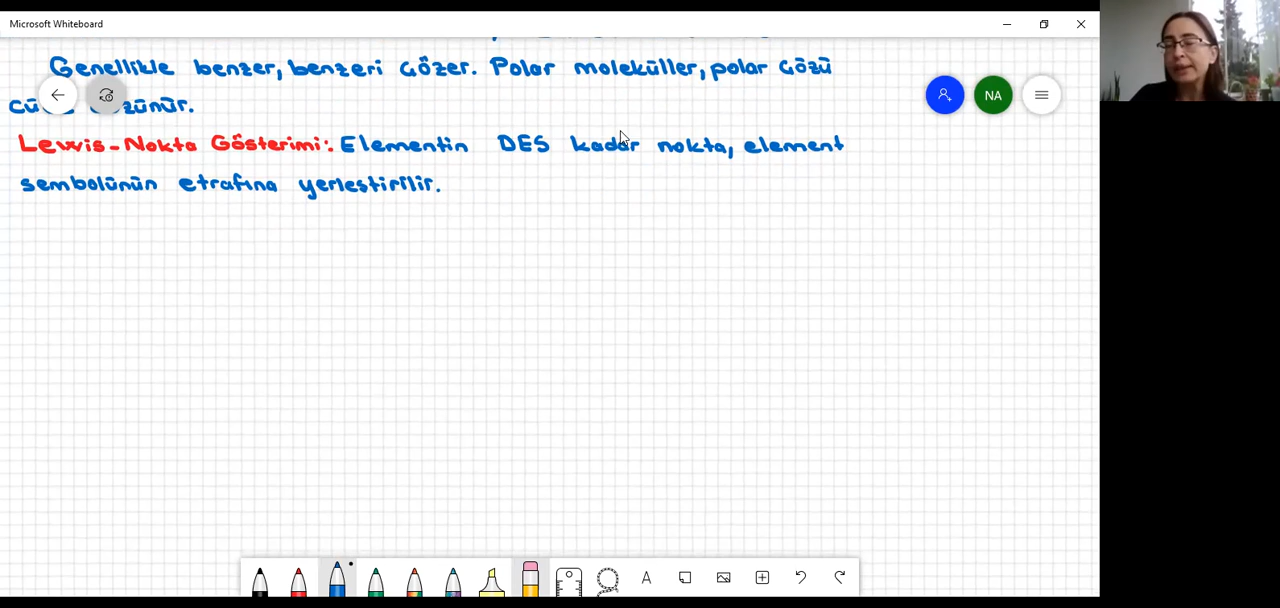 Microsoft Whiteboard
Genellikle benzer, benzeri çözer. Polar moleküller, polar çözü
NA
Lewis-Nokta Gösterimi: Elementin DES kadar nokta, element
sembolünün etrafına yerleştirilir.
A